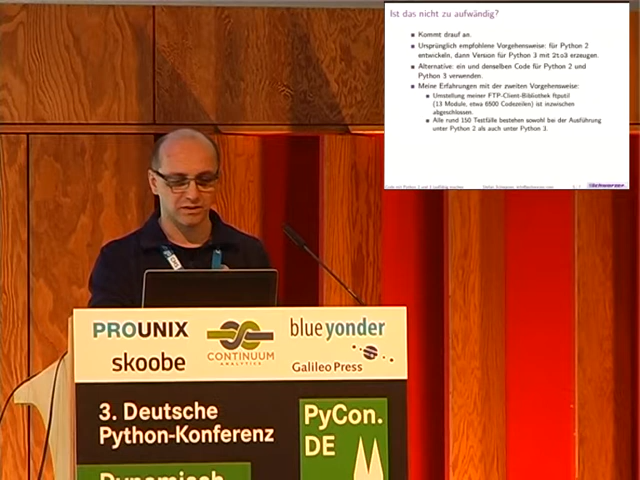 Ist das nicht zu aufwändig?
Kommt drauf an.
Ursprünglich empfohlene Vorgehensweise: für Python 2
entwickeln, dann Version für Python 3 mit 2to3 erzeugen.
Alternative: ein und denselben Code für Python 2 und
Python 3 verwenden.
Meine Erfahrungen mit der zweiten Vorgehensweise:
Umstellung meiner FTP-Client-Bibliothek ftputil
(13 Module, etwa 6500 Codezeilen) ist inzwischen
abgeschlossen.
Alle rund 150 Testfälle bestehen sowohl bei der Ausführung
unter Python 2 als auch unter Python 3.
PROUNIX
blue yonder
skoobe
CONTINUUM
ANALYTICS
Galileo Press
3. Deutsche
Python-Konferenz
PyCon.
DE
Dynamisch